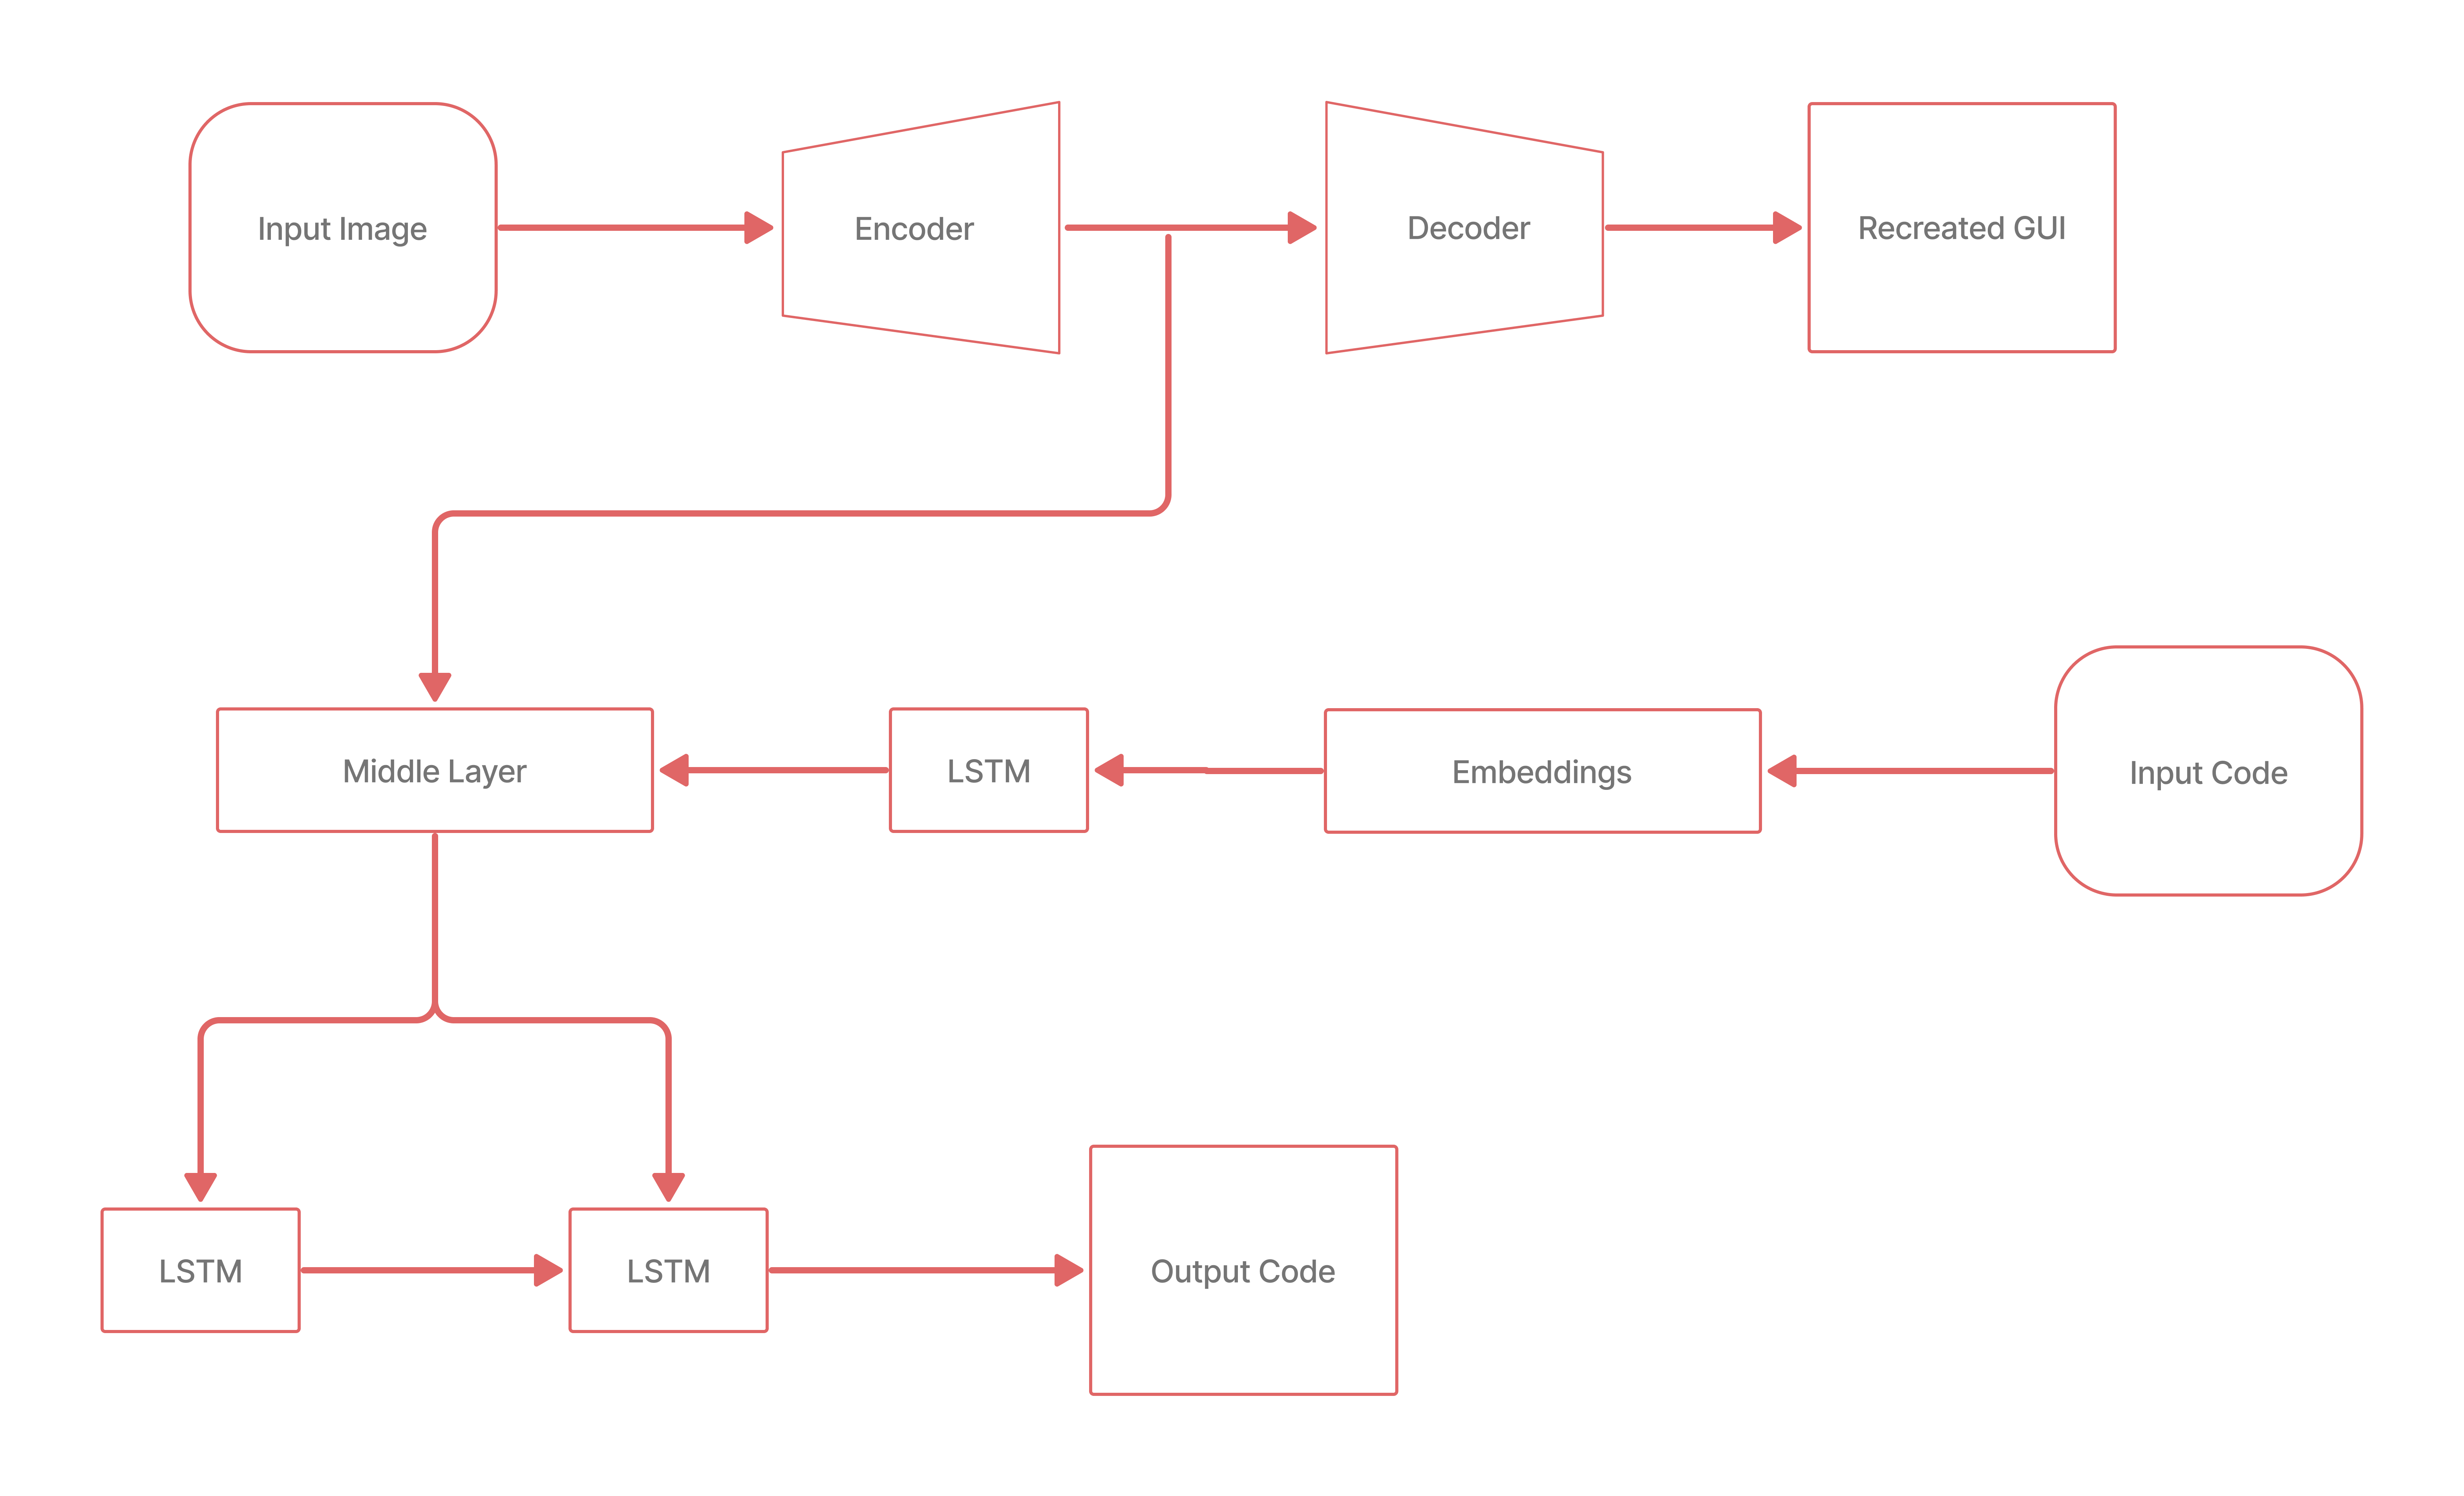 Input Image
Encoder
Decoder
Recreated GUI
Middle Layer
LSTM
Embeddings
Input Code
LSTM
LSTM
Output Code